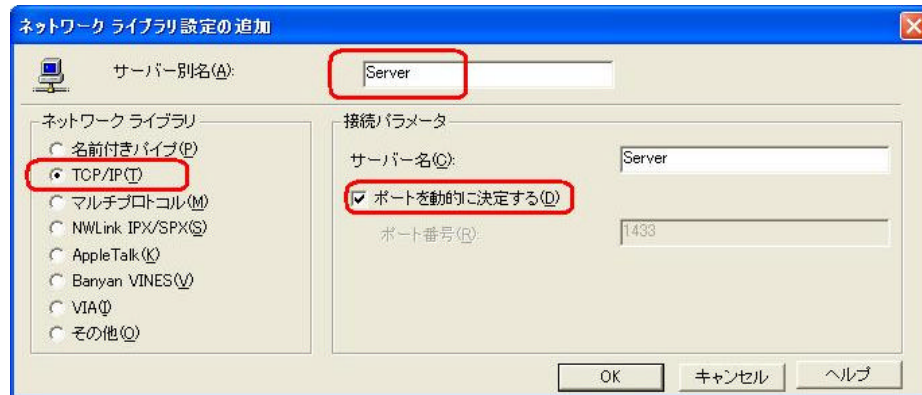 ネットワーク ライブラリ設定の追加
サーバー別名(A):
Server
ネットワーク ライブラリ
名前付きパイプ(P)
TCP/IP(T)
マルチプロトコル(M)
NWLink IPX/SPX(S)
AppleTalk(K)
Banyan VINES(V)
VIA(I)
その他(O)
接続パラメータ
サーバー名(C):
Server
ポートを動的に決定する(D)
ポート番号(R):
1433
OK
キャンセル
ヘルプ